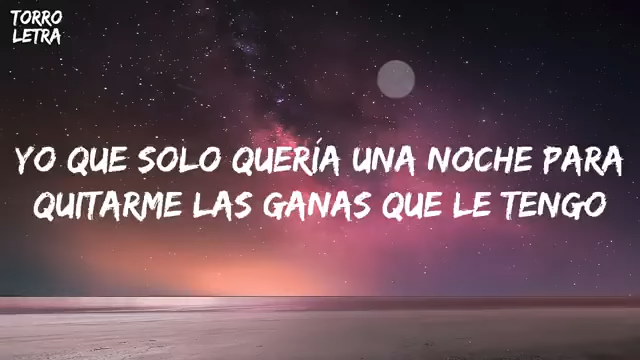 TORRO
LETRA
YO QUE SOLO QUERÍA UNA NOCHE PARA
QUITARME LAS GANAS QUE LE TENGO